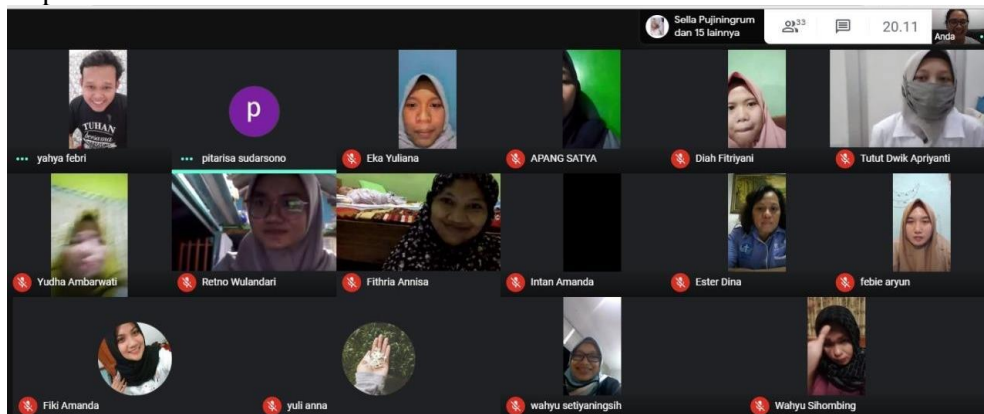 Sella Pujiningrum
dan 15 lainnya
33
20.11
Anda
TUHAN
bersama
yahya febri
p
pitarisa sudarsono
Eka Yuliana
APANG SATYA
Diah Fitriyani
Tutut Dwik Apriyanti
Yudha Ambarwati
Retno Wulandari
Fithria Annisa
Intan Amanda
Ester Dina
febie aryun
Fiki Amanda
yuli anna
wahyu setiyaningsih
Wahyu Sihombing